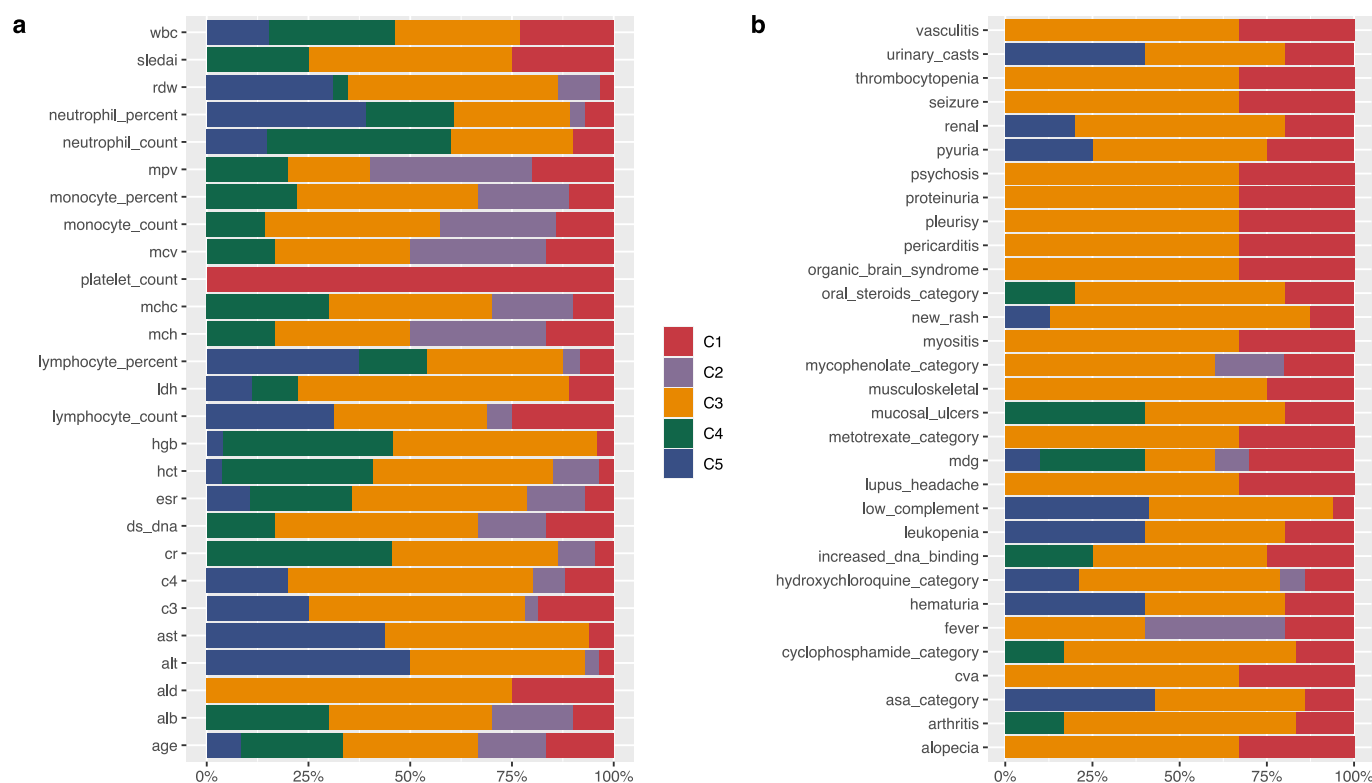 a
wbc
sledai
rdw
neutrophil_percent
neutrophil_count
mpv
monocyte_percent
monocyte_count
mcv
platelet_count
mchc
mch
lymphocyte_percent
ldh
lymphocyte_count
hgb
hct
esr
ds_dna
cr
c4
c3
ast
alt
ald
alb
age
0% 25% 50% 75% 100%
C1
C2
C3
C4
C5
b
vasculitis
urinary_casts
thrombocytopenia
seizure
renal
pyuria
psychosis
proteinuria
pleurisy
pericarditis
organic_brain_syndrome
oral_steroids_category
new_rash
myositis
mycophenolate_category
musculoskeletal
mucosal_ulcers
metotrexate_category
mdg
lupus_headache
low_complement
leukopenia
increased_dna_binding
hydroxychloroquine_category
hematuria
fever
cyclophosphamide_category
cva
asa_category
arthritis
alopecia
0% 25% 50% 75% 100%